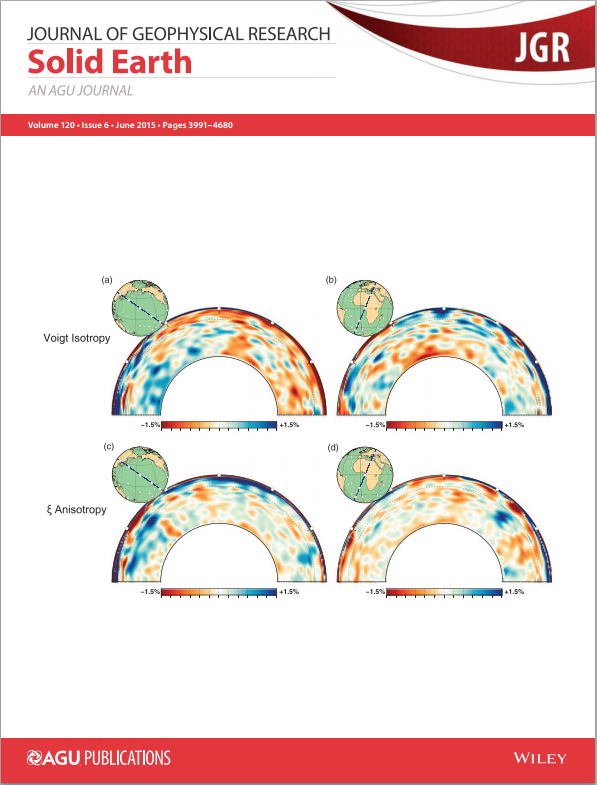 JOURNAL OF GEOPHYSICAL RESEARCH
Solid Earth
AN AGU JOURNAL
JGR
Volume 120 • Issue 6 • June 2015 • Pages 3991–4680
(a)
(b)
Voigt Isotropy
−1.5% +1.5%
−1.5% +1.5%
(c)
(d)
ξ Anisotropy
−1.5% +1.5%
−1.5% +1.5%
AGU PUBLICATIONS
WILEY